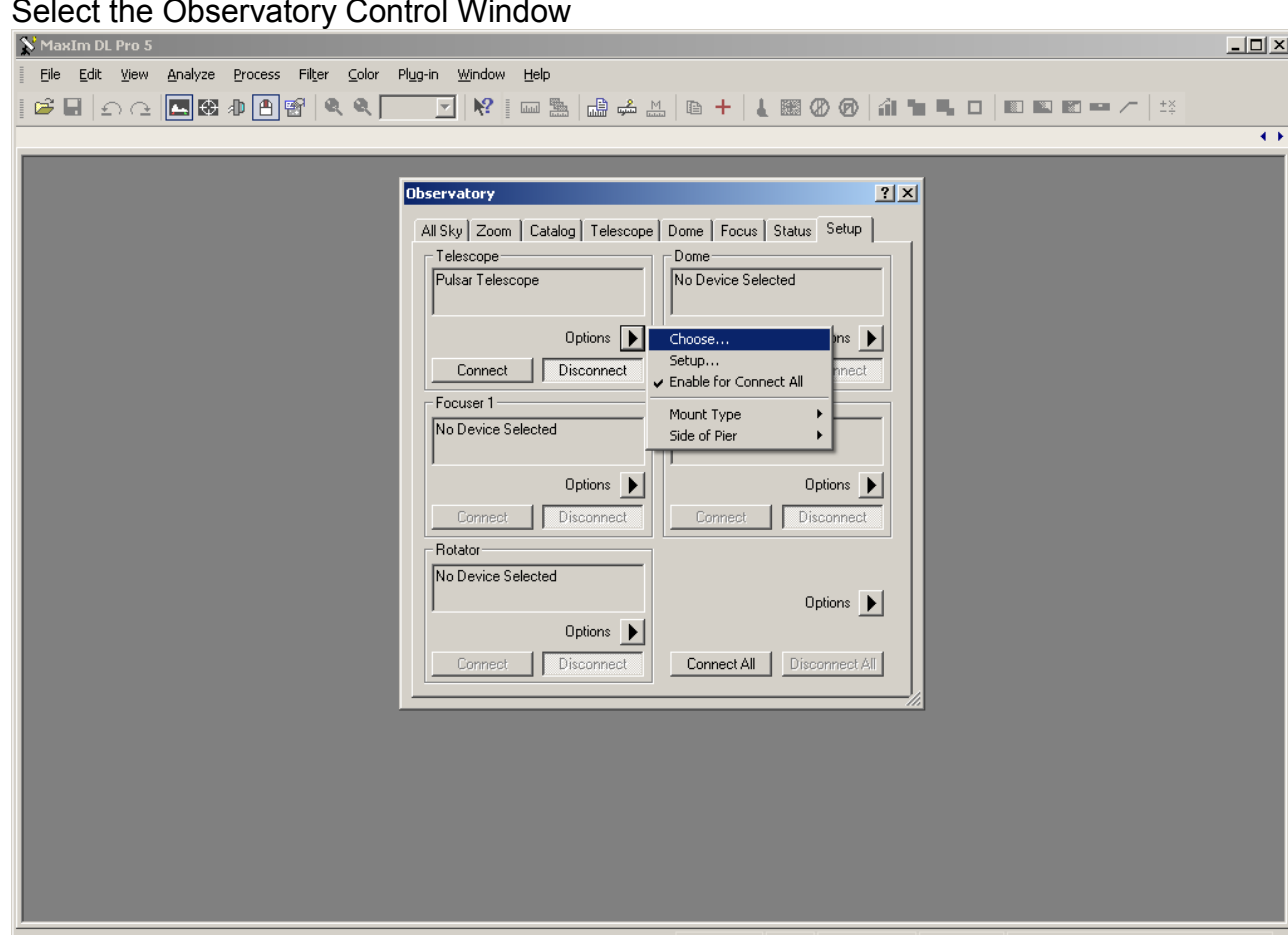 Select the Observatory Control Window
MaxIm DL Pro 5
File Edit View Analyze Process Filter Color Plug-in Window Help
Observatory
All Sky Zoom Catalog Telescope Dome Focus Status Setup
Telescope Dome
Pulsar Telescope No Device Selected
Options Choose... ons
Setup...
Connect Disconnect nnect
Enable for Connect All
Focuser 1
Mount Type
No Device Selected
Side of Pier
Options Options
Connect Disconnect Connect Disconnect
Rotator
No Device Selected
Options
Options
Connect Disconnect Connect All Disconnect All